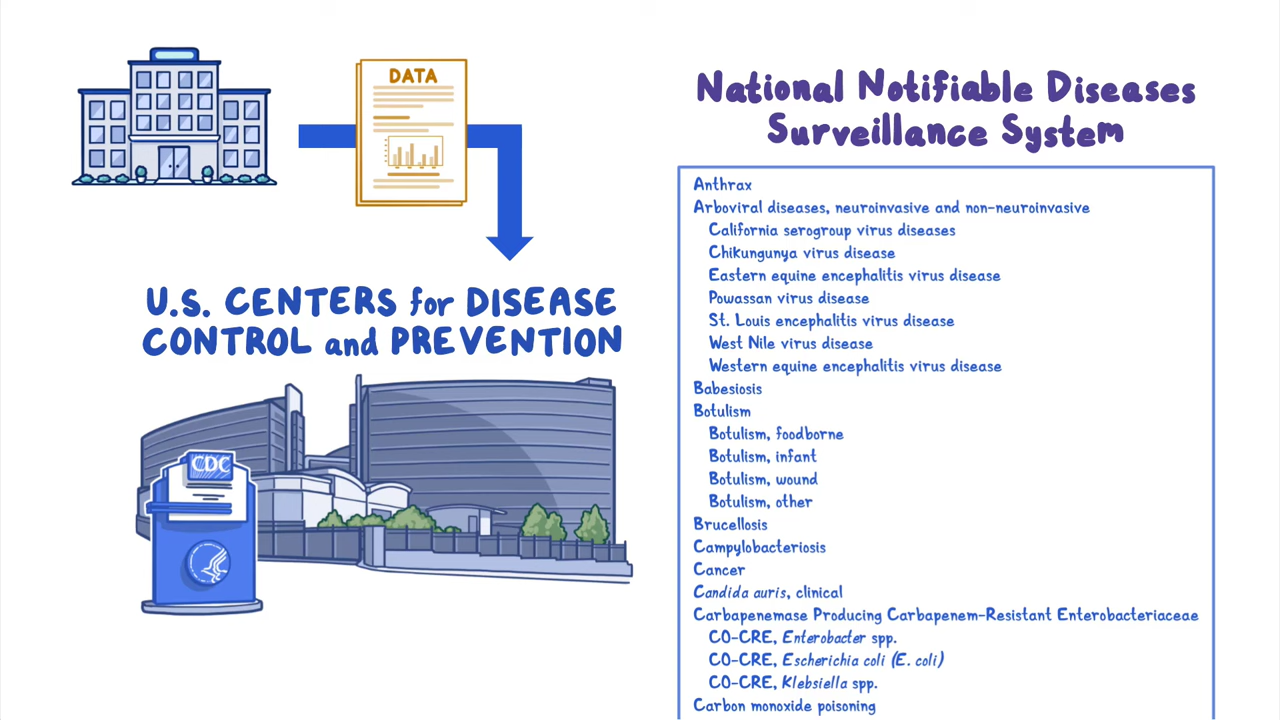 DATA
U.S. CENTERS for DISEASE
CONTROL and PREVENTION
CDC
National Notifiable Diseases
Surveillance System
Anthrax
Arboviral diseases, neuroinvasive and non-neuroinvasive
California serogroup virus diseases
Chikungunya virus disease
Eastern equine encephalitis virus disease
Powassan virus disease
St. Louis encephalitis virus disease
West Nile virus disease
Western equine encephalitis virus disease
Babesiosis
Botulism
Botulism, foodborne
Botulism, infant
Botulism, wound
Botulism, other
Brucellosis
Campylobacteriosis
Cancer
Candida auris, clinical
Carbapenemase Producing Carbapenem-Resistant Enterobacteriaceae
CO-CRE, Enterobacter spp.
CO-CRE, Escherichia coli (E. coli)
CO-CRE, Klebsiella spp.
Carbon monoxide poisoning